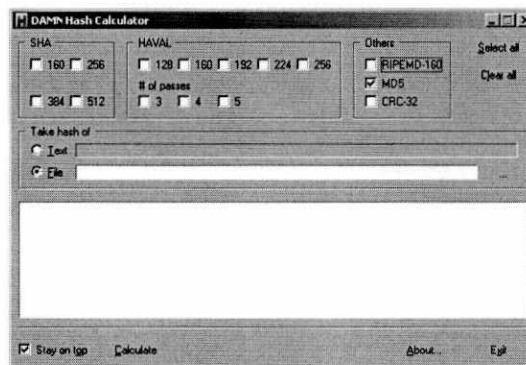 DAMN Hash Calculator
SHA
160 256
384 512
HAVAL
128 160 192 224 256
# of passes
3 4 5
Others
RIPEMD-160
MD5
CRC-32
Select all
Clear all
Take hash of
Text
File
...
Stay on top Calculate About... Exit